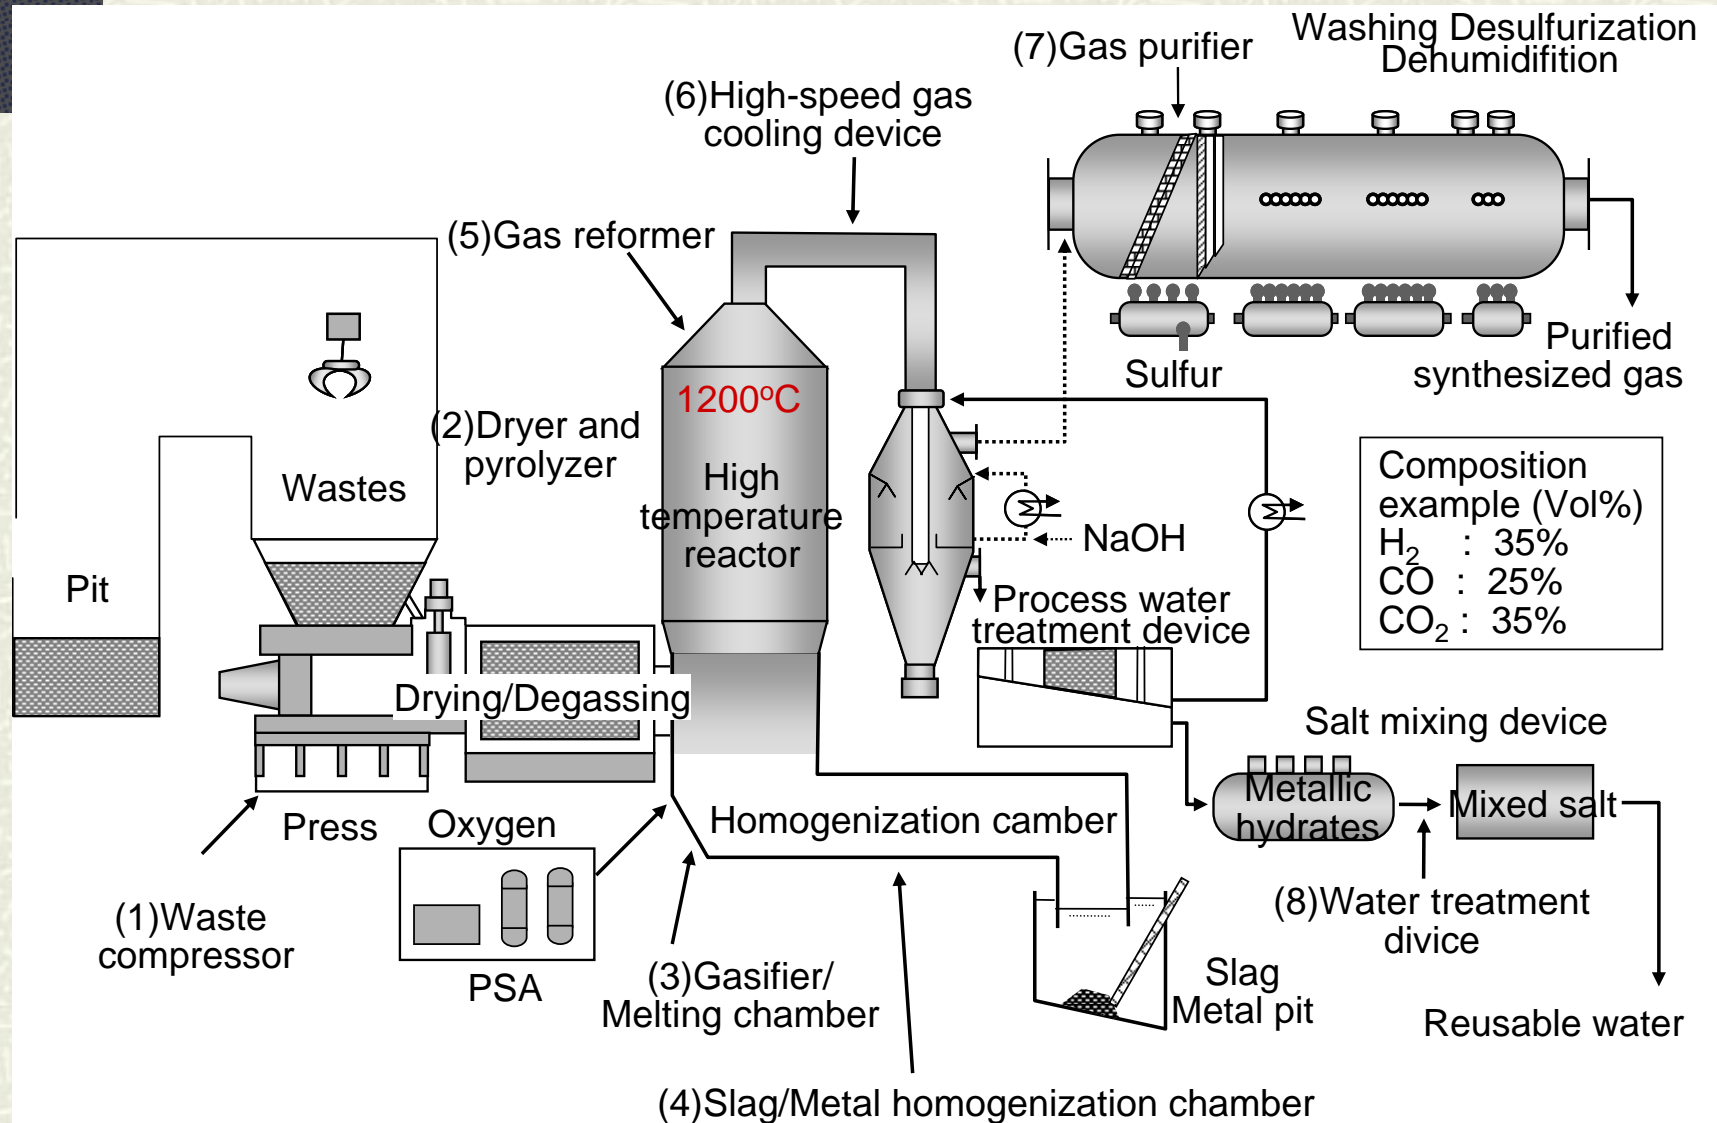 Washing Desulfurization
Dehumidifition
(7)Gas purifier
(6)High-speed gas
cooling device
(5)Gas reformer
Purified
synthesized gas
Sulfur
1200ºC
(2)Dryer and
pyrolyzer
High
temperature
reactor
Wastes
NaOH
Composition
example (Vol%)
H₂ : 35%
CO : 25%
CO₂ : 35%
Pit
Process water
treatment device
Drying/Degassing
Salt mixing device
Metallic
hydrates
Mixed salt
Press
Oxygen
Homogenization camber
(1)Waste
compressor
PSA
(3)Gasifier/
Melting chamber
Slag
Metal pit
(8)Water treatment
divice
Reusable water
(4)Slag/Metal homogenization chamber